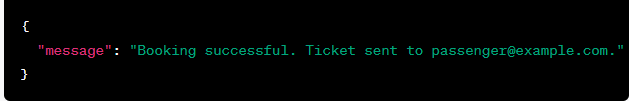 {
"message": "Booking successful. Ticket sent to passenger@example.com."
}